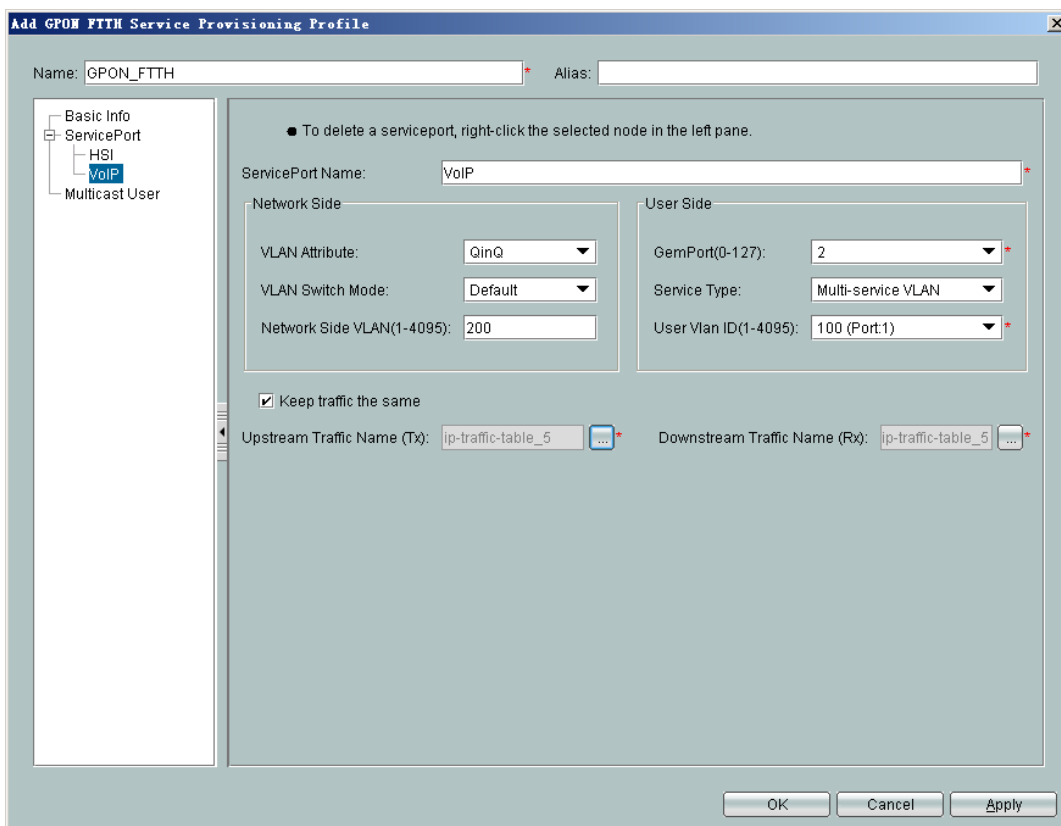 Add GPON FTTH Service Provisioning Profile
Name: GPON_FTTH * Alias:
Basic Info
ServicePort
HSI
VoIP
Multicast User
To delete a serviceport, right-click the selected node in the left pane.
ServicePort Name: VoIP *
Network Side
VLAN Attribute: QinQ
VLAN Switch Mode: Default
Network Side VLAN(1-4095): 200
User Side
GemPort(0-127): 2 *
Service Type: Multi-service VLAN
User Vlan ID(1-4095): 100 (Port:1) *
Keep traffic the same
Upstream Traffic Name (Tx): ip-traffic-table_5 ... * Downstream Traffic Name (Rx): ip-traffic-table_5 ... *
OK Cancel Apply